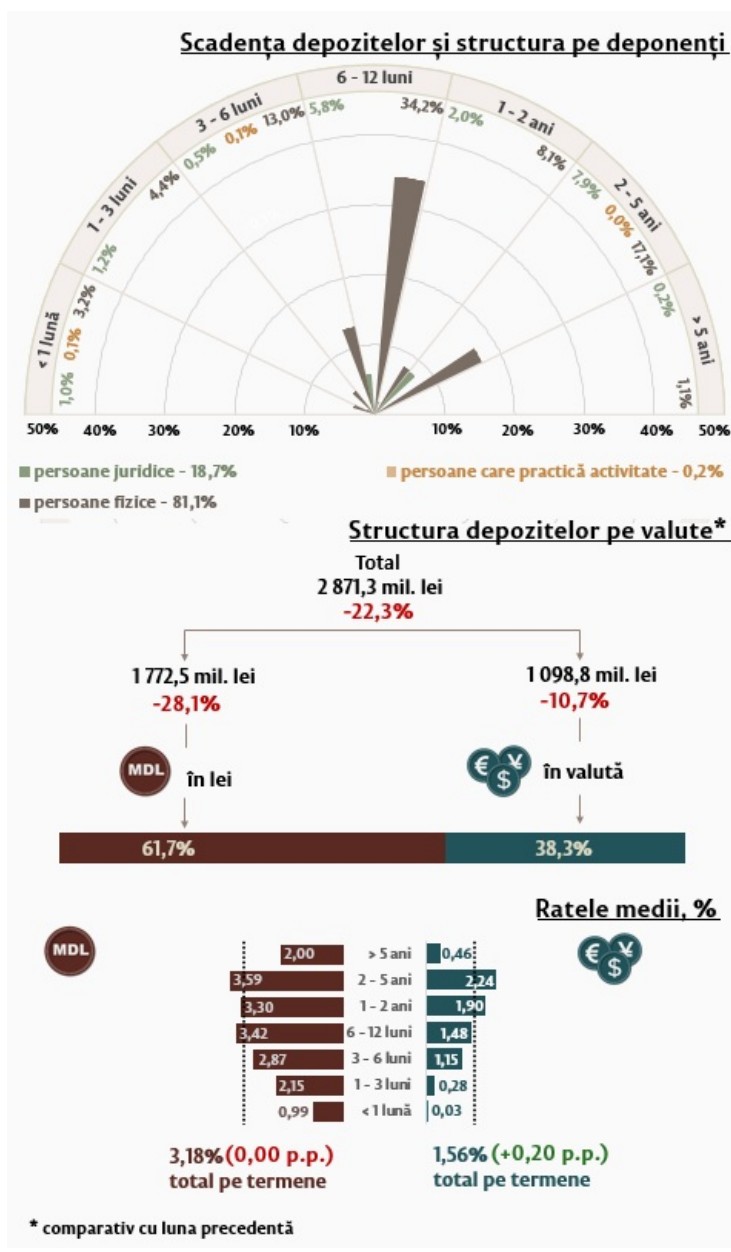 Scadența depozitelor și structura pe deponenți
6 - 12 luni
3 - 6 luni
1 - 2 ani
1 - 3 luni
2 - 5 ani
< 1 lună
> 5 ani
1,0% 0,1% 3,2%
1,2% 4,4%
0,5% 0,1% 13,0%
5,8% 34,2%
2,0% 8,1%
7,9% 0,0% 17,1%
0,2% 1,1%
50% 40% 30% 20% 10% 10% 20% 30% 40% 50%
persoane juridice - 18,7% persoane care practică activitate - 0,2%
persoane fizice - 81,1%
Structura depozitelor pe valute*
Total
2 871,3 mil. lei
-22,3%
1 772,5 mil. lei 1 098,8 mil. lei
-28,1% -10,7%
MDL în lei € ¥ $ în valută
61,7% 38,3%
Ratele medii, %
MDL € ¥ $
2,00 > 5 ani 0,46
3,59 2 - 5 ani 2,24
3,30 1 - 2 ani 1,90
3,42 6 - 12 luni 1,48
2,87 3 - 6 luni 1,15
2,15 1 - 3 luni 0,28
0,99 < 1 lună 0,03
3,18% (0,00 p.p.) 1,56% (+0,20 p.p.)
total pe termene total pe termene
* comparativ cu luna precedentă